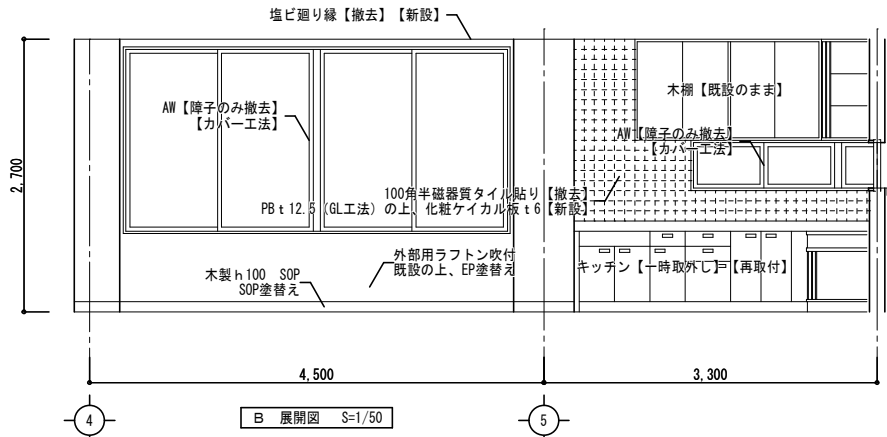 塩ビ廻り縁【撤去】【新設】
AW【障子のみ撤去】
【カバー工法】
木棚【既設のまま】
AW【障子のみ撤去】
【カバー工法】
2,700
100角半磁器質タイル貼り【撤去】
PBt12.5（GL工法）の上、化粧ケイカル板t6【新設】
外部用ラフトン吹付
既設の上、EP塗替え
キッチン【一時取外し】【再取付】
木製h100 SOP
SOP塗替え
4,500
3,300
4
B 展開図 S=1/50
5